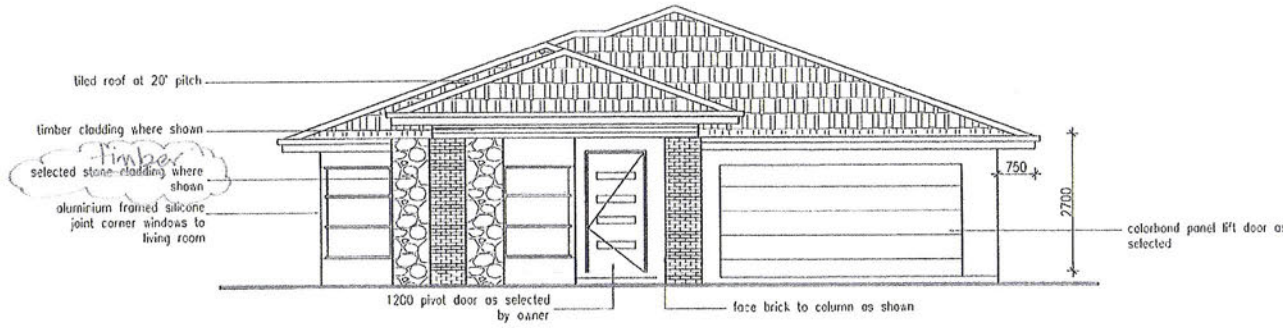 tiled roof at 20° pitch
timber cladding where shown
timber
selected stone cladding where
shown
aluminium framed silicone
joint corner windows to
living room
750
2700
colorbond panel lift door as
selected
1200 pivot door as selected
by owner
face brick to column as shown